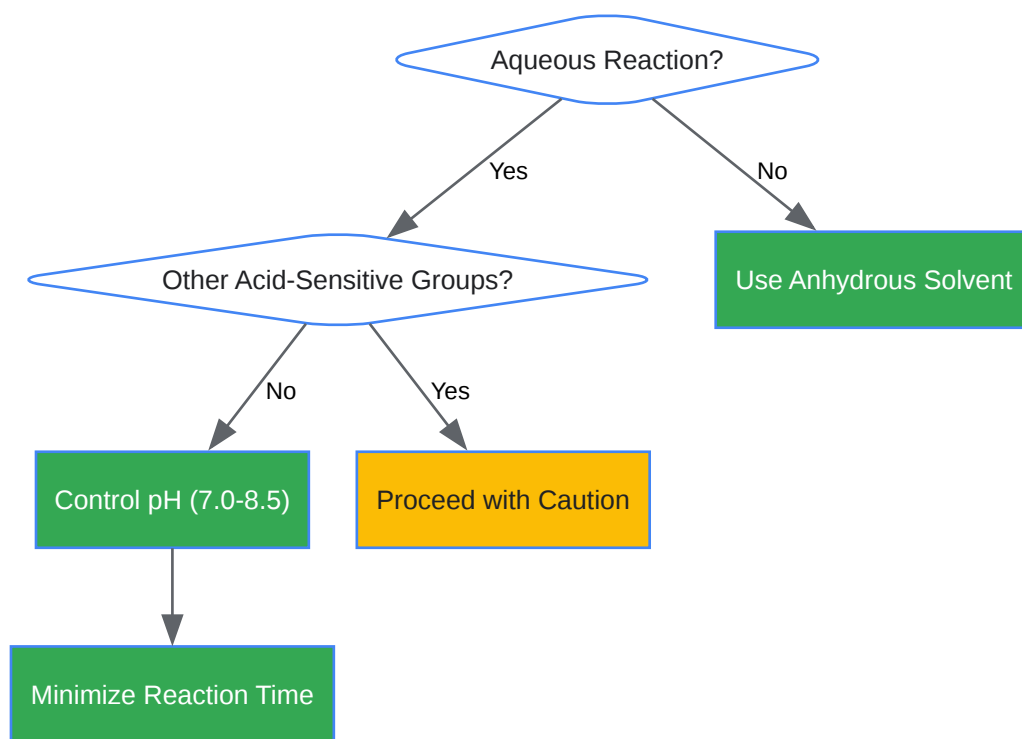 Aqueous Reaction?
Yes
No
Other Acid-Sensitive Groups?
Use Anhydrous Solvent
No
Yes
Control pH (7.0-8.5)
Proceed with Caution
Minimize Reaction Time